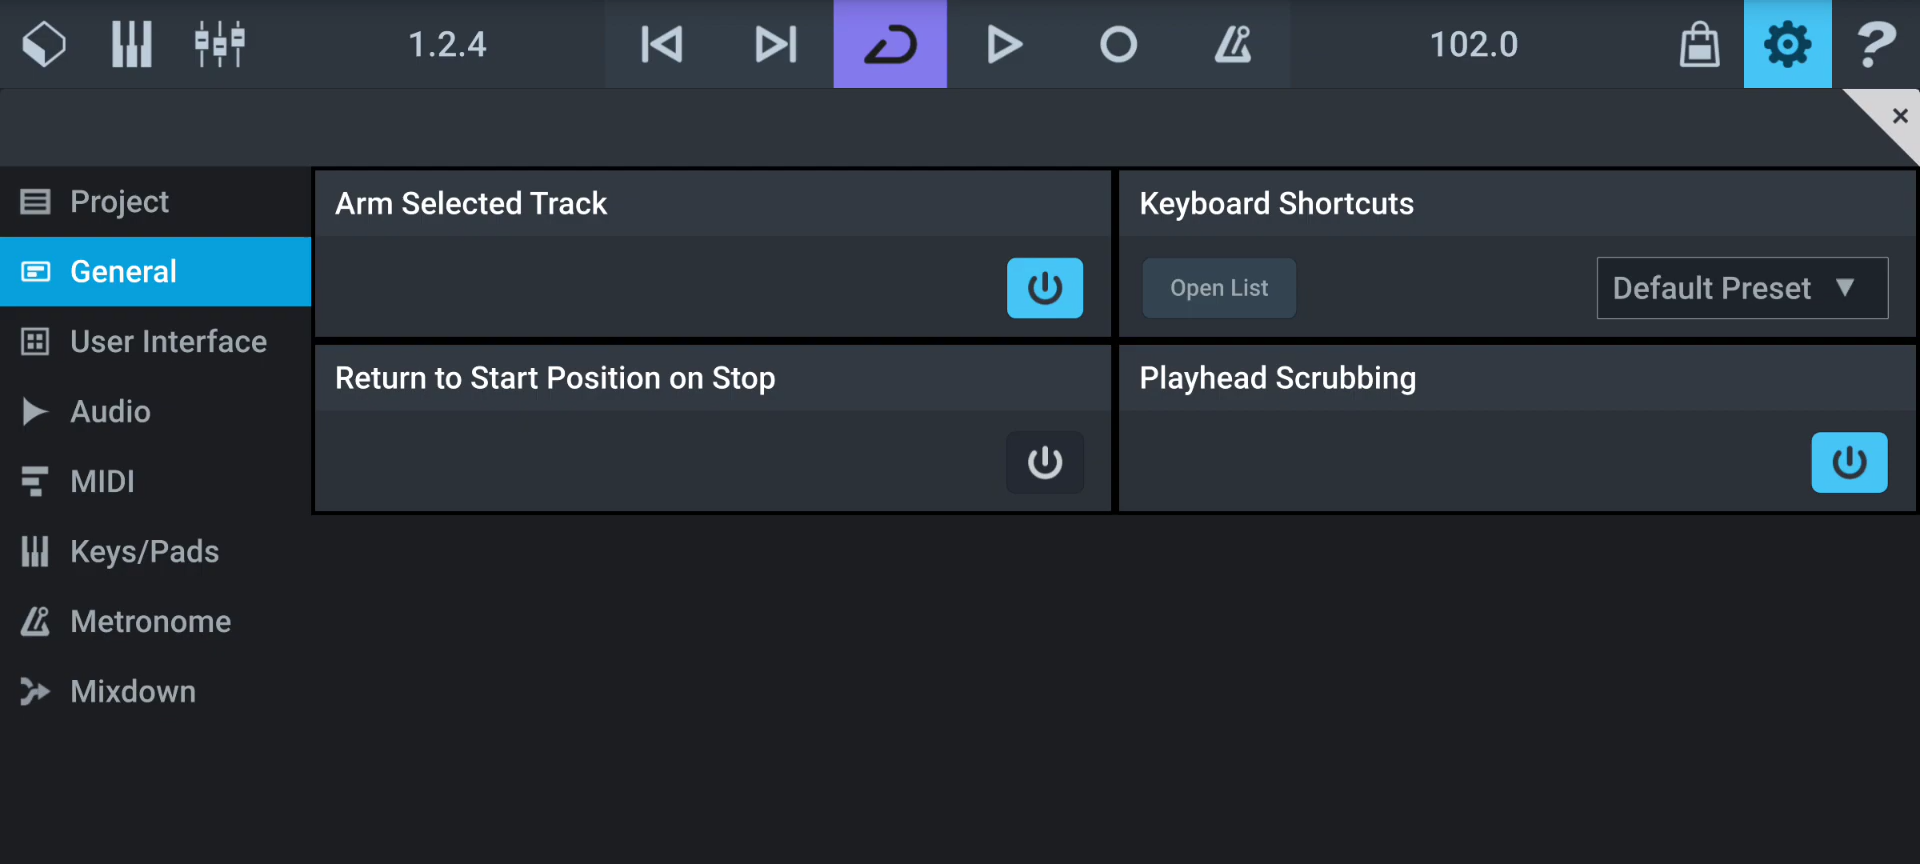 1.2.4
102.0
Project
General
User Interface
Audio
MIDI
Keys/Pads
Metronome
Mixdown
Arm Selected Track
Keyboard Shortcuts
Open List
Default Preset
Return to Start Position on Stop
Playhead Scrubbing